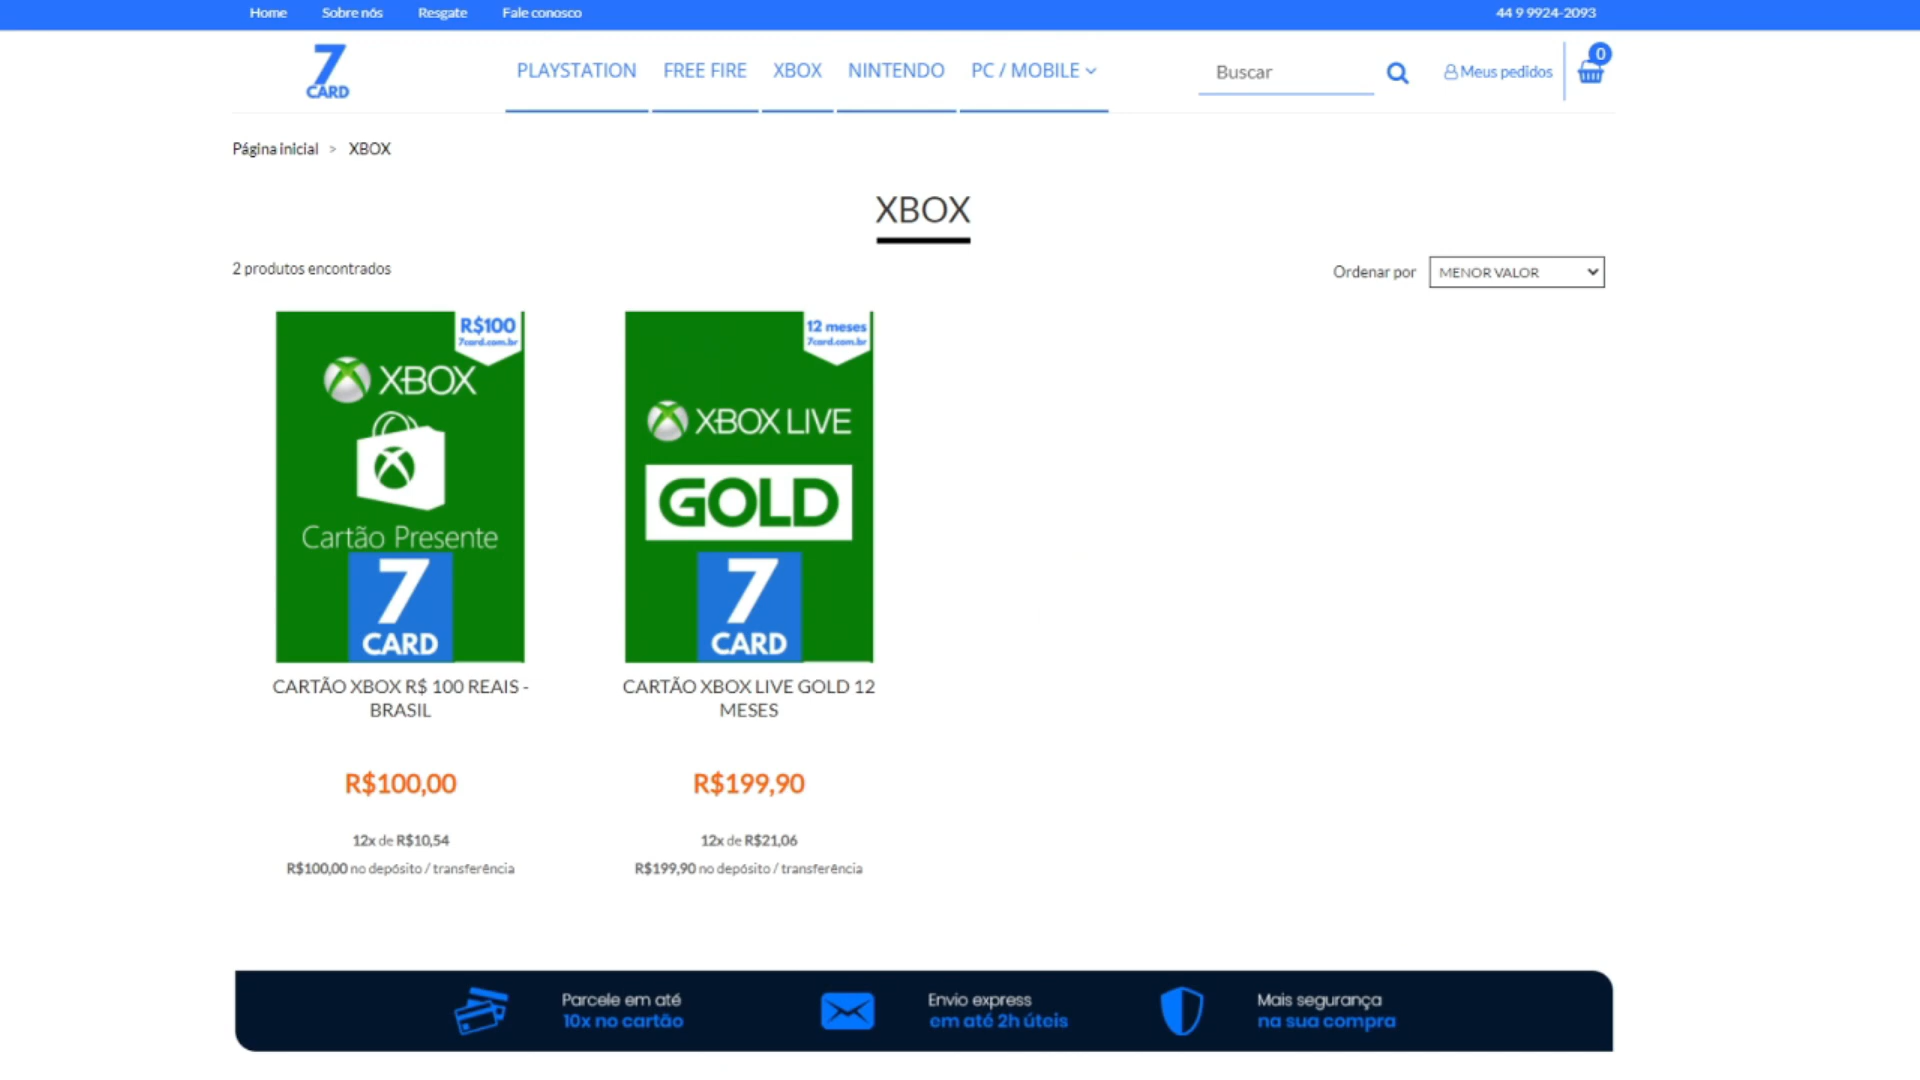 Home Sobre nós Resgate Fale conosco 44 9 9924-2093
7
CARD
PLAYSTATION FREE FIRE XBOX NINTENDO PC / MOBILE
Buscar
Meus pedidos
0
Página inicial > XBOX
XBOX
2 produtos encontrados
Ordenar por MENOR VALOR
R$100
7card.com.br
XBOX
Cartão Presente
7
CARD
CARTÃO XBOX R$ 100 REAIS -
BRASIL
R$100,00
12x de R$10,54
R$100,00 no depósito / transferência
12 meses
7card.com.br
XBOX LIVE
GOLD
7
CARD
CARTÃO XBOX LIVE GOLD 12
MESES
R$199,90
12x de R$21,06
R$199,90 no depósito / transferência
Parcele em até
10x no cartão
Envio express
em até 2h úteis
Mais segurança
na sua compra